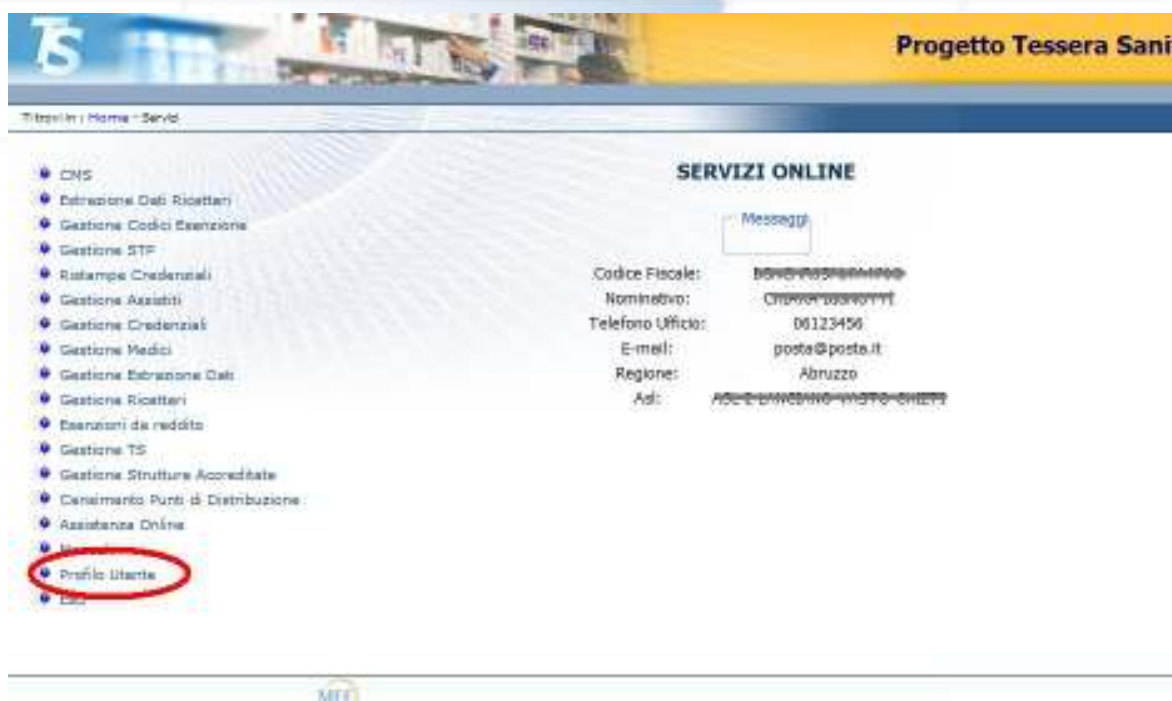 TS
Progetto Tessera Sani
Ti trovi in : Home - Servizi
CMS
Estrazione Dati Ricettari
Gestione Codici Esenzione
Gestione STP
Ristampe Credenziali
Gestione Assistiti
Gestione Credenziali
Gestione Medici
Gestione Estrazione Dati
Gestione Ricettari
Esenzioni da reddito
Gestione TS
Gestione Strutture Accreditate
Censimento Punti di Distribuzione
Assistenza Online
Profilo Utente
SERVIZI ONLINE
Messaggi
Codice Fiscale:
Nominativo:
Telefono Ufficio: 06123456
E-mail: posta@posta.it
Regione: Abruzzo
Asl:
MEF